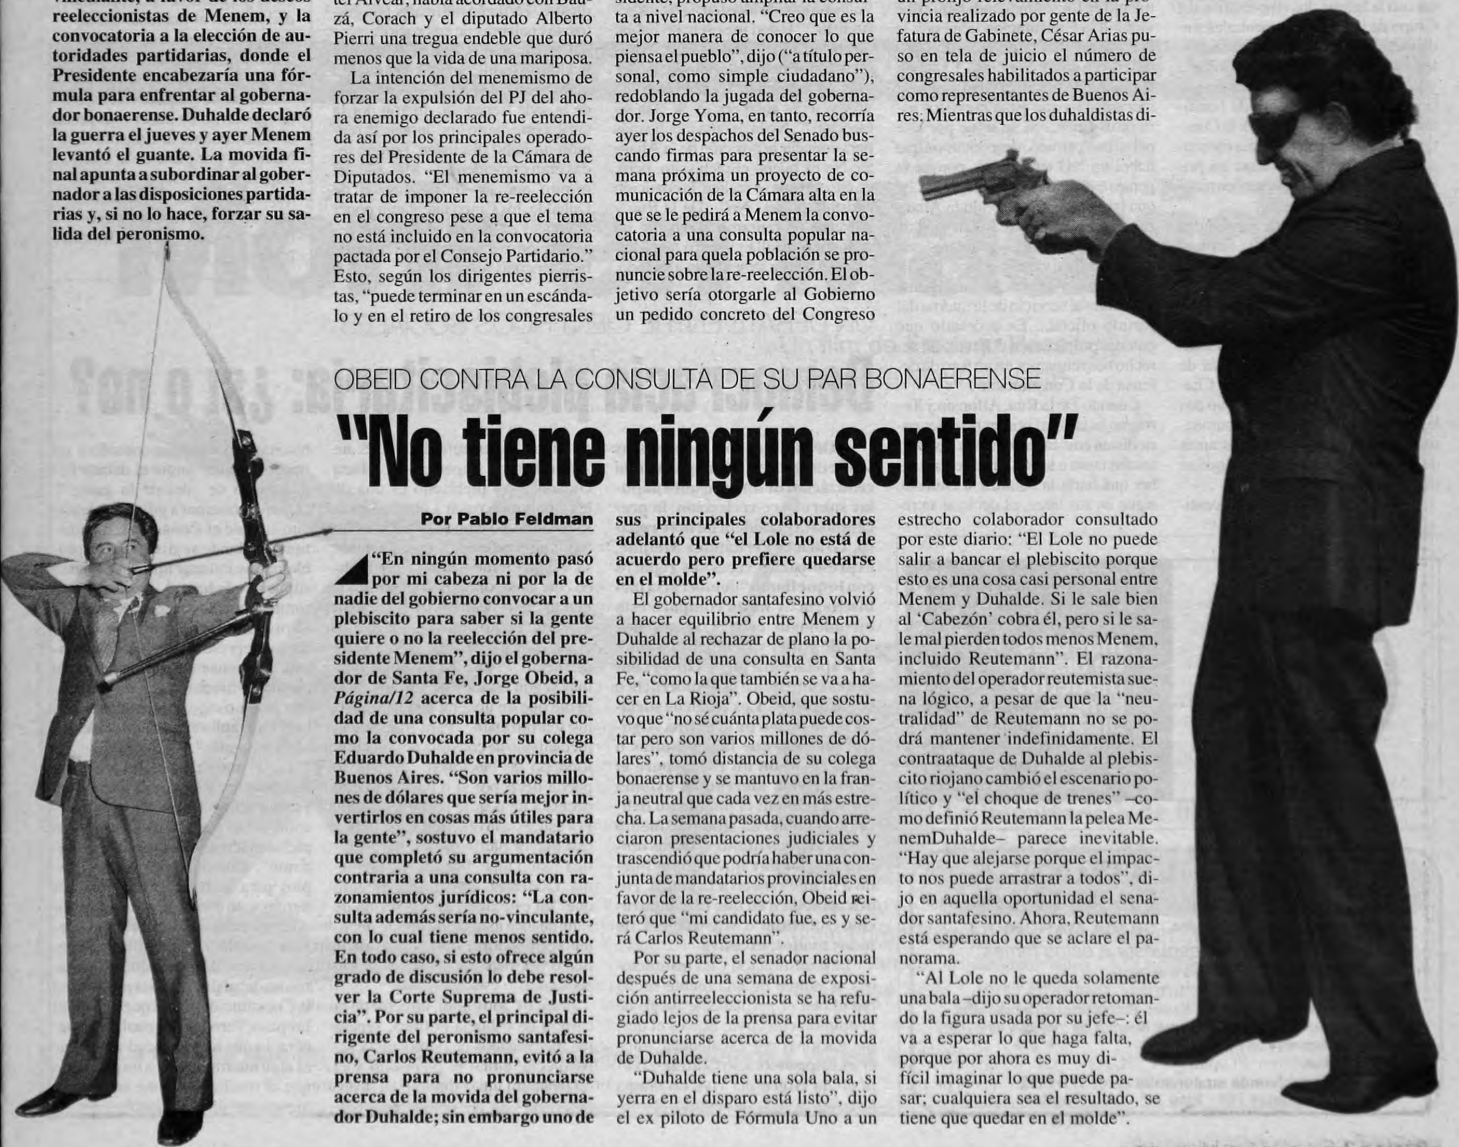 reeleccionistas de Menem, y la
convocatoria a la elección de au-
toridades partidarias, donde el
Presidente encabezaría una fór-
mula para enfrentar al goberna-
dor bonaerense. Duhalde declaró
la guerra el jueves y ayer Menem
levantó el guante. La movida fi-
nal apunta a subordinar al gober-
nador a las disposiciones partida-
rias y, si no lo hace, forzar su sa-
lida del peronismo.
tel Alvear, había acordado con Bau-
zá, Corach y el diputado Alberto
Pierri una tregua endeble que duró
menos que la vida de una mariposa.
La intención del menemismo de
forzar la expulsión del PJ del aho-
ra enemigo declarado fue entendi-
da así por los principales operado-
res del Presidente de la Cámara de
Diputados. “El menemismo va a
tratar de imponer la re-reelección
en el congreso pese a que el tema
no está incluido en la convocatoria
pactada por el Consejo Partidario.”
Esto, según los dirigentes pierris-
tas, “puede terminar en un escánda-
lo y en el retiro de los congresales
sidente, propuso ampliar la consul-
ta a nivel nacional. “Creo que es la
mejor manera de conocer lo que
piensa el pueblo”, dijo (“a título per-
sonal, como simple ciudadano”),
redoblando la jugada del goberna-
dor. Jorge Yoma, en tanto, recorría
ayer los despachos del Senado bus-
cando firmas para presentar la se-
mana próxima un proyecto de co-
municación de la Cámara alta en la
que se le pedirá a Menem la convo-
catoria a una consulta popular na-
cional para quela población se pro-
nuncie sobre la re-reelección. El ob-
jetivo sería otorgarle al Gobierno
un pedido concreto del Congreso
vincia realizado por gente de la Je-
fatura de Gabinete, César Arias pu-
so en tela de juicio el número de
congresales habilitados a participar
como representantes de Buenos Ai-
res. Mientras que los duhaldistas di-
OBEID CONTRA LA CONSULTA DE SU PAR BONAERENSE
"No tiene ningún sentido"
Por Pablo Feldman
“En ningún momento pasó
por mi cabeza ni por la de
nadie del gobierno convocar a un
plebiscito para saber si la gente
quiere o no la reelección del pre-
sidente Menem”, dijo el goberna-
dor de Santa Fe, Jorge Obeid, a
Página/12 acerca de la posibili-
dad de una consulta popular co-
mo la convocada por su colega
Eduardo Duhalde en provincia de
Buenos Aires. “Son varios millo-
nes de dólares que sería mejor in-
vertirlos en cosas más útiles para
la gente”, sostuvo el mandatario
que completó su argumentación
contraria a una consulta con ra-
zonamientos jurídicos: “La con-
sulta además sería no-vinculante,
con lo cual tiene menos sentido.
En todo caso, si esto ofrece algún
grado de discusión lo debe resol-
ver la Corte Suprema de Justi-
cia”. Por su parte, el principal di-
rigente del peronismo santafesi-
no, Carlos Reutemann, evitó a la
prensa para no pronunciarse
acerca de la movida del goberna-
dor Duhalde; sin embargo uno de
sus principales colaboradores
adelantó que “el Lole no está de
acuerdo pero prefiere quedarse
en el molde”.
El gobernador santafesino volvió
a hacer equilibrio entre Menem y
Duhalde al rechazar de plano la po-
sibilidad de una consulta en Santa
Fe, “como la que también se va a ha-
cer en La Rioja”. Obeid, que sostu-
vo que “no sé cuánta plata puede cos-
tar pero son varios millones de dó-
lares”, tomó distancia de su colega
bonaerense y se mantuvo en la fran-
ja neutral que cada vez en más estre-
cha. La semana pasada, cuando arre-
ciaron presentaciones judiciales y
trascendió que podría haber una con-
junta de mandatarios provinciales en
favor de la re-reelección, Obeid rei-
teró que “mi candidato fue, es y se-
rá Carlos Reutemann”.
Por su parte, el senador nacional
después de una semana de exposi-
ción antirreeleccionista se ha refu-
giado lejos de la prensa para evitar
pronunciarse acerca de la movida
de Duhalde.
“Duhalde tiene una sola bala, si
yerra en el disparo está listo”, dijo
el ex piloto de Fórmula Uno a un
estrecho colaborador consultado
por este diario: “El Lole no puede
salir a bancar el plebiscito porque
esto es una cosa casi personal entre
Menem y Duhalde. Si le sale bien
al ‘Cabezón’ cobra él, pero si le sa-
le mal pierden todos menos Menem,
incluido Reutemann”. El razona-
miento del operador reutemista sue-
na lógico, a pesar de que la “neu-
tralidad” de Reutemann no se po-
drá mantener indefinidamente. El
contraataque de Duhalde al plebis-
cito riojano cambió el escenario po-
lítico y “el choque de trenes” –co-
mo definió Reutemann la pelea Me-
nemDuhalde– parece inevitable.
“Hay que alejarse porque el impac-
to nos puede arrastrar a todos”, di-
jo en aquella oportunidad el sena-
dor santafesino. Ahora, Reutemann
está esperando que se aclare el pa-
norama.
“Al Lole no le queda solamente
una bala –dijo su operador retoman-
do la figura usada por su jefe–: él
va a esperar lo que haga falta,
porque por ahora es muy di-
fícil imaginar lo que puede pa-
sar; cualquiera sea el resultado, se
tiene que quedar en el molde”.